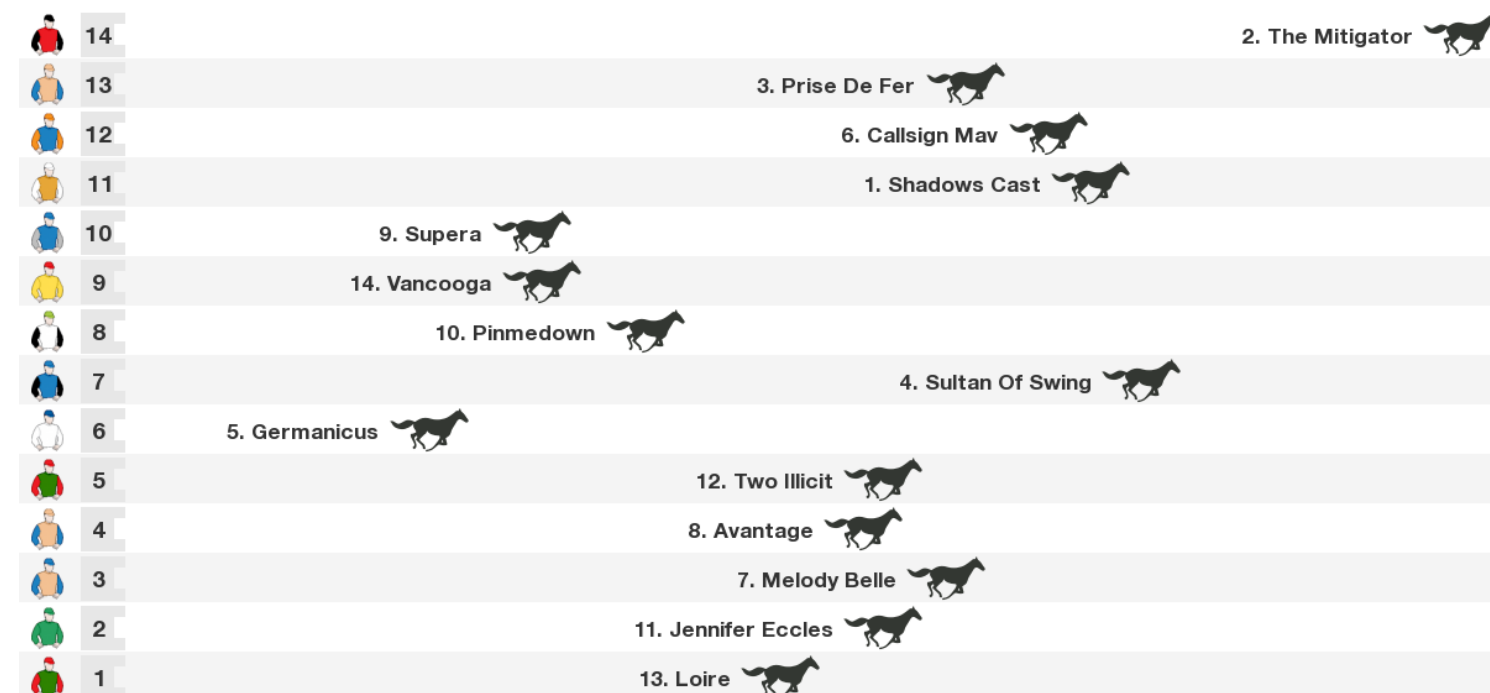 14 2. The Mitigator
13 3. Prise De Fer
12 6. Callsign Mav
11 1. Shadows Cast
10 9. Supera
9 14. Vancooga
8 10. Pinmedown
7 4. Sultan Of Swing
6 5. Germanicus
5 12. Two Illicit
4 8. Avantage
3 7. Melody Belle
2 11. Jennifer Eccles
1 13. Loire